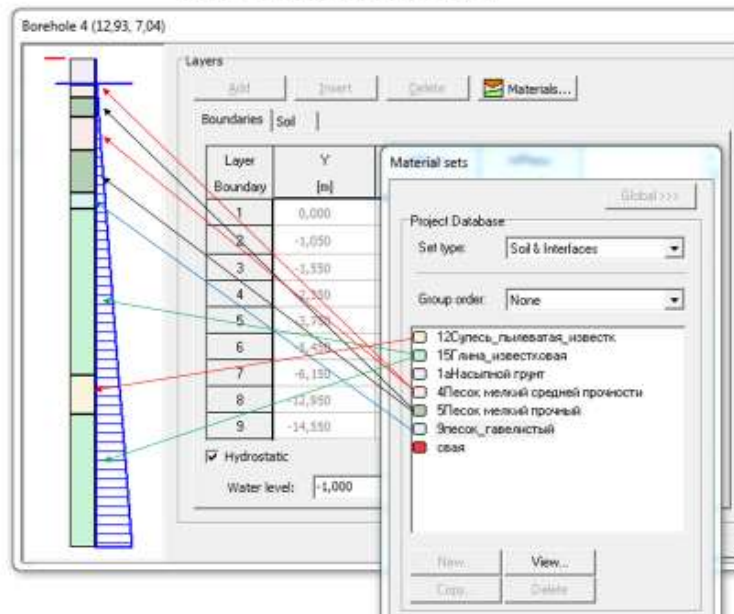 Borehole 4 (12,93, 7,04)
Layers
Add Insert Delete Materials...
Boundaries Soil
Layer Boundary Y [m]
1 0,000
2 -1,050
3 -1,550
4
5
6
7 -6,150
8 -12,950
9 -14,550
Hydrostatic
Water level: -1,000
Material sets
Global >>>
Project Database
Set type: Soil & Interfaces
Group order: None
12Супесь_пылеватая_известк
15Глина_известковая
1аНасыпной грунт
4Песок мелкий средней прочности
5Песок мелкий прочный
9песок_гавелистый
свая
New... View...
Copy... Delete